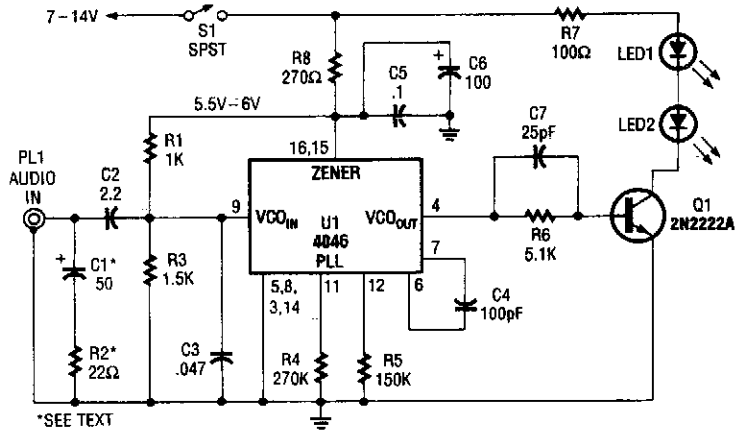 7–14V
S1
SPST
R8
270Ω
C5
.1
C6
+
100
R7
100Ω
LED1
LED2
5.5V–6V
R1
1K
PL1
AUDIO
IN
C2
2.2
16,15
ZENER
9
VCOIN
U1
4046
PLL
VCOOUT
4
7
6
5,8,
3,14
11
12
C7
25pF
R6
5.1K
Q1
2N2222A
+
C1*
50
R3
1.5K
R2*
22Ω
C3
.047
R4
270K
R5
150K
C4
100pF
*SEE TEXT